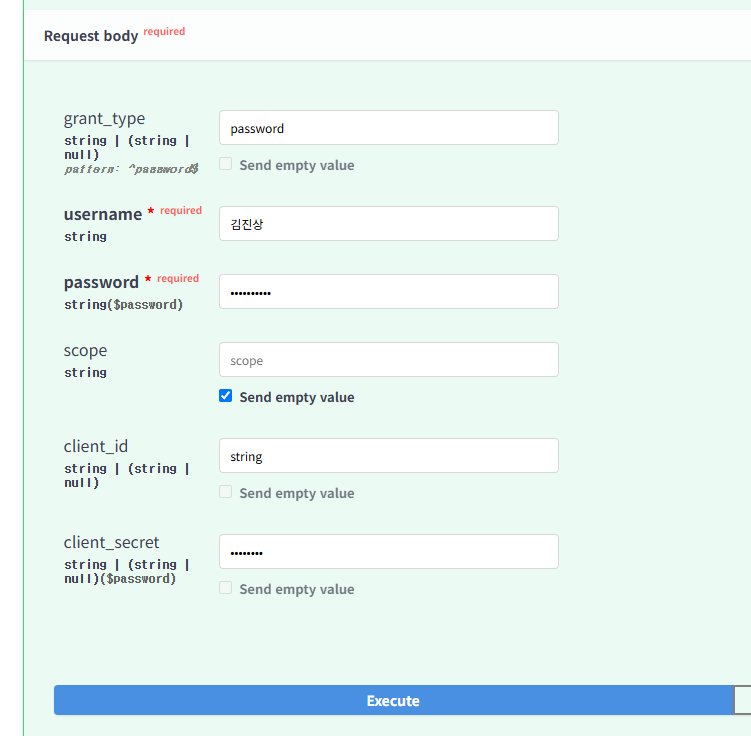 Request body required
grant_type
string | (string |
null)
pattern: ^password$
password
Send empty value
username * required
string
김진상
password * required
string($password)
••••••••••
scope
string
scope
Send empty value
client_id
string | (string |
null)
string
Send empty value
client_secret
string | (string |
null)($password)
••••••••
Send empty value
Execute